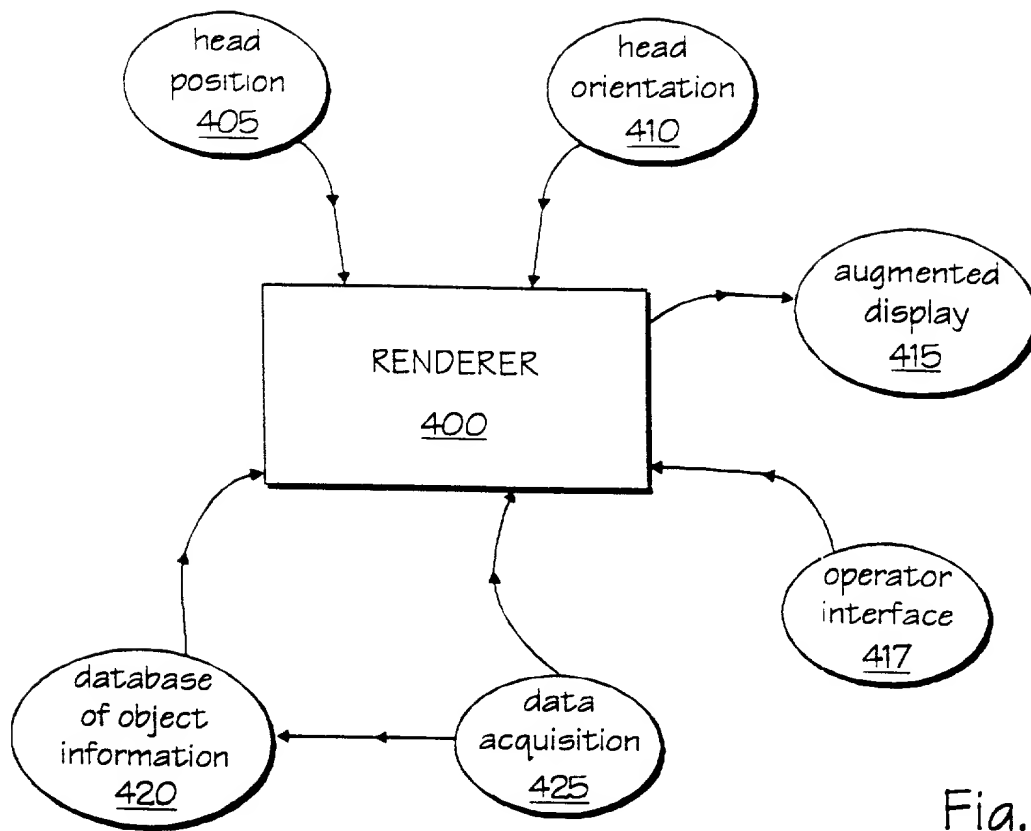 head
position
405
head
orientation
410
augmented
display
415
RENDERER
400
operator
interface
417
database
of object
information
420
data
acquisition
425
Fig.